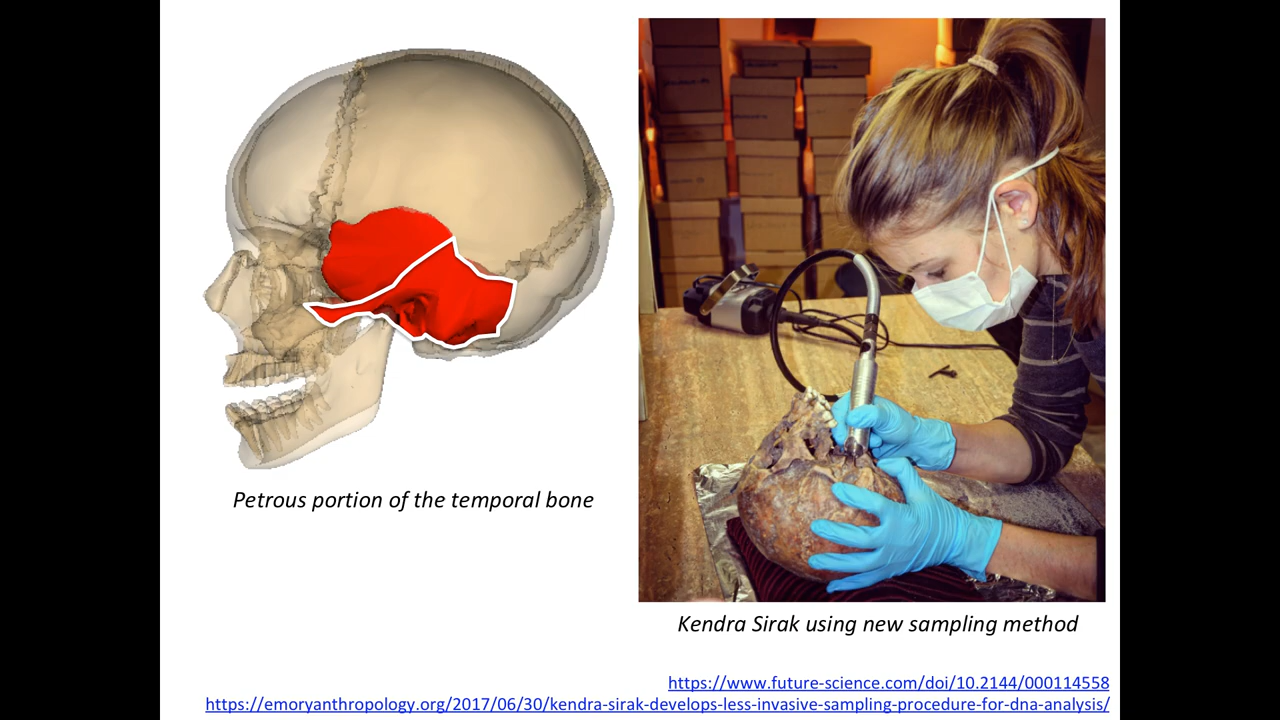 Petrous portion of the temporal bone
Kendra Sirak using new sampling method
https://www.future-science.com/doi/10.2144/000114558
https://emoryanthropology.org/2017/06/30/kendra-sirak-develops-less-invasive-sampling-procedure-for-dna-analysis/